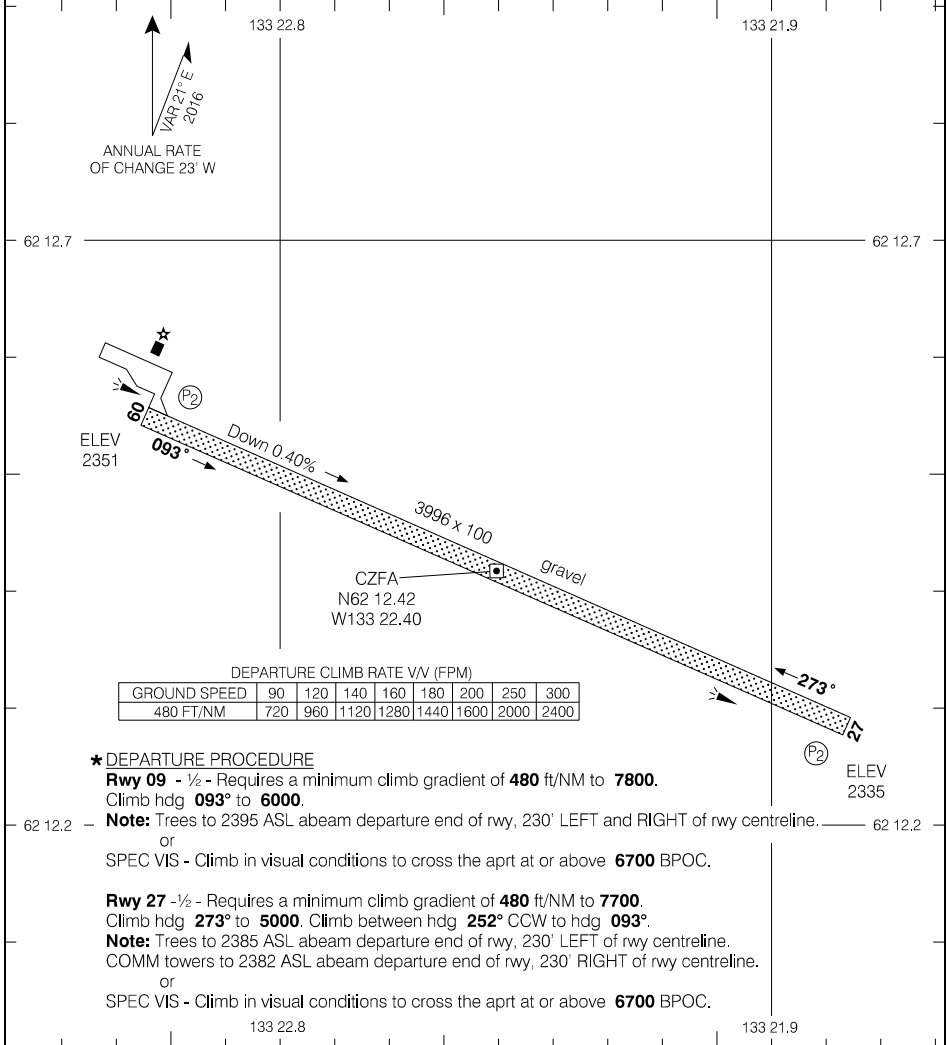 133 22.8
133 21.9
VAR 21° E
2016
ANNUAL RATE
OF CHANGE 23' W
62 12.7
62 12.7
P2
09
ELEV
2351
093°
Down 0.40%
3996 x 100
gravel
CZFA
N62 12.42
W133 22.40
273°
27
P2
ELEV
2335
DEPARTURE CLIMB RATE V/V (FPM)
GROUND SPEED 90 120 140 160 180 200 250 300
480 FT/NM 720 960 1120 1280 1440 1600 2000 2400
* DEPARTURE PROCEDURE
Rwy 09 - ½ - Requires a minimum climb gradient of 480 ft/NM to 7800.
Climb hdg 093° to 6000.
Note: Trees to 2395 ASL abeam departure end of rwy, 230' LEFT and RIGHT of rwy centreline.
62 12.2
62 12.2
or
SPEC VIS - Climb in visual conditions to cross the aprt at or above 6700 BPOC.
Rwy 27 -½ - Requires a minimum climb gradient of 480 ft/NM to 7700.
Climb hdg 273° to 5000. Climb between hdg 252° CCW to hdg 093°.
Note: Trees to 2385 ASL abeam departure end of rwy, 230' LEFT of rwy centreline.
COMM towers to 2382 ASL abeam departure end of rwy, 230' RIGHT of rwy centreline.
or
SPEC VIS - Climb in visual conditions to cross the aprt at or above 6700 BPOC.
133 22.8
133 21.9